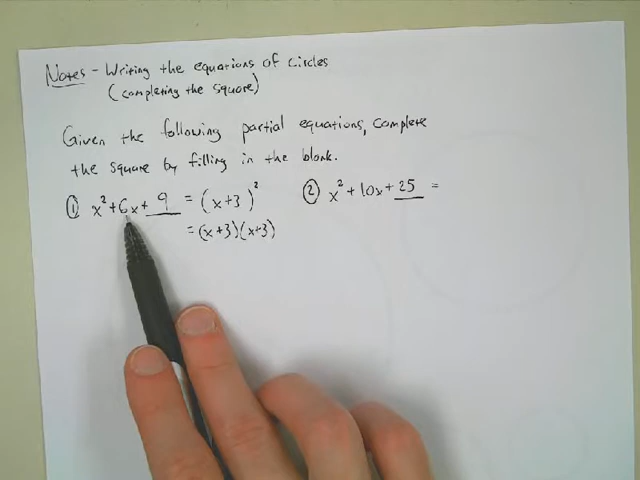 Notes - Writing the equations of circles
(completing the square)
Given the following partial equations, complete
the square by filling in the blank.
① x² + 6x + 9 = (x+3)²
= (x+3)(x+3)
② x² + 10x + 25 =